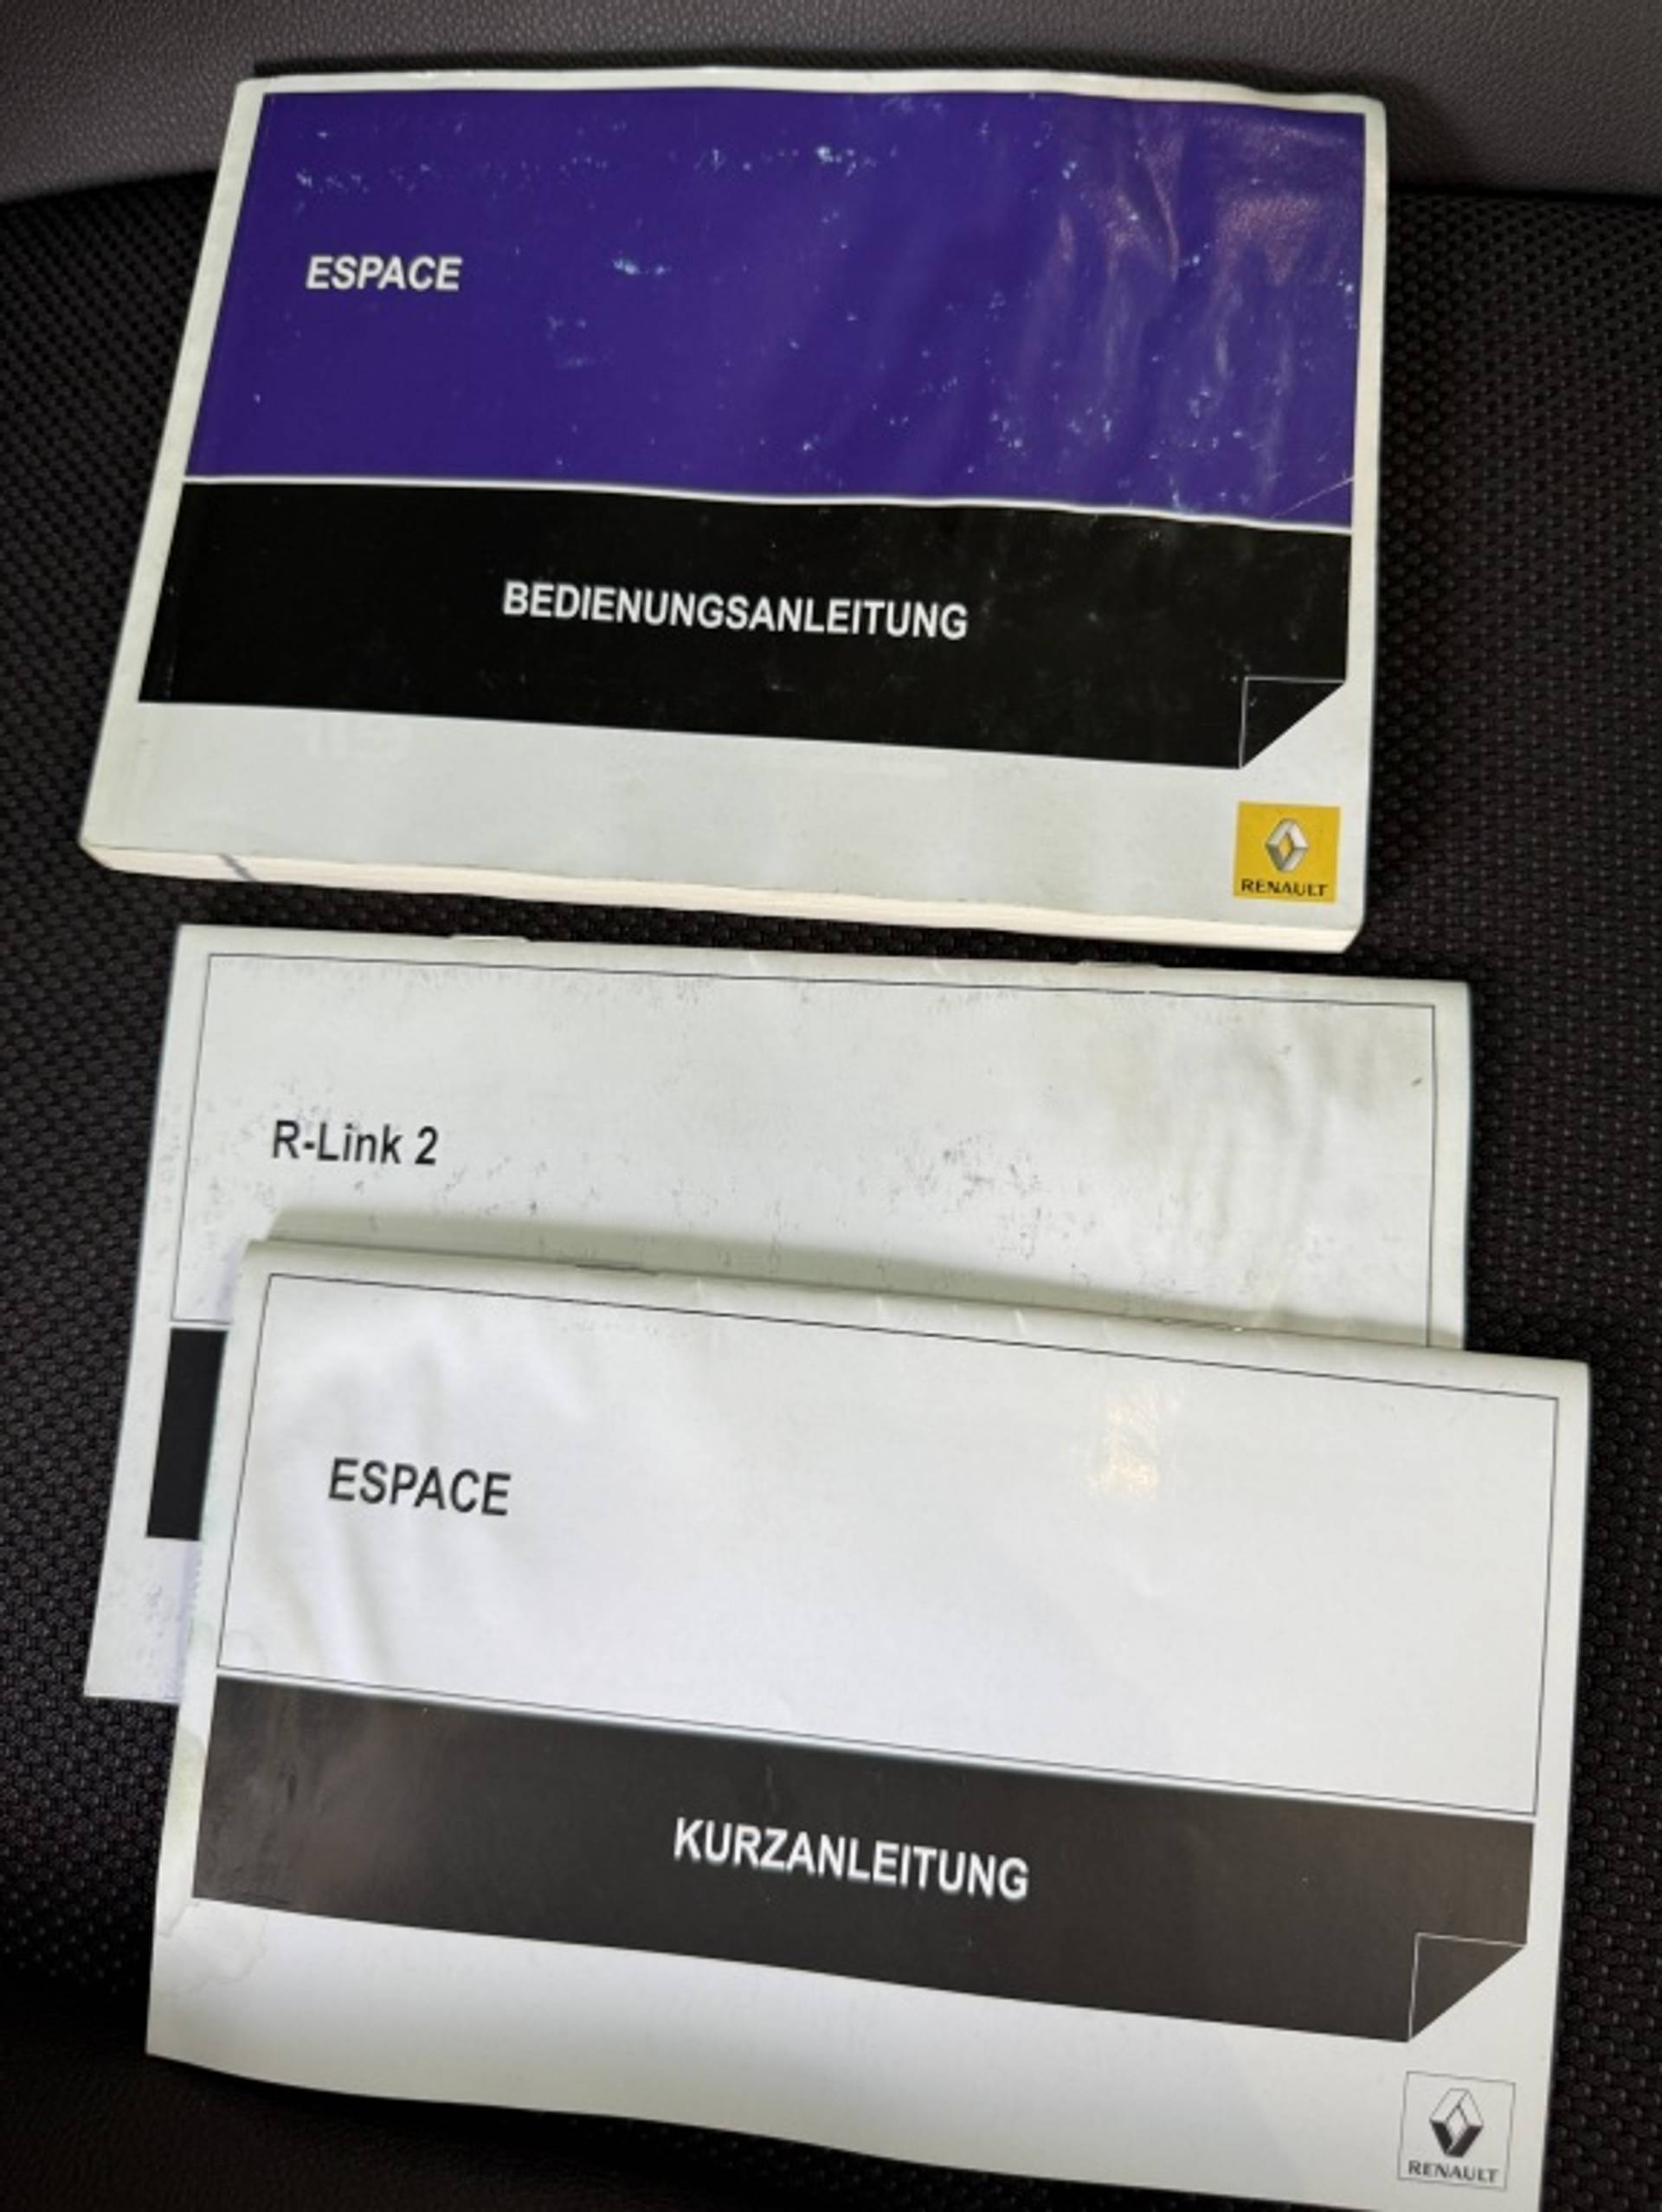 ESPACE
BEDIENUNGSANLEITUNG
RENAULT
R-Link 2
ESPACE
KURZANLEITUNG
RENAULT